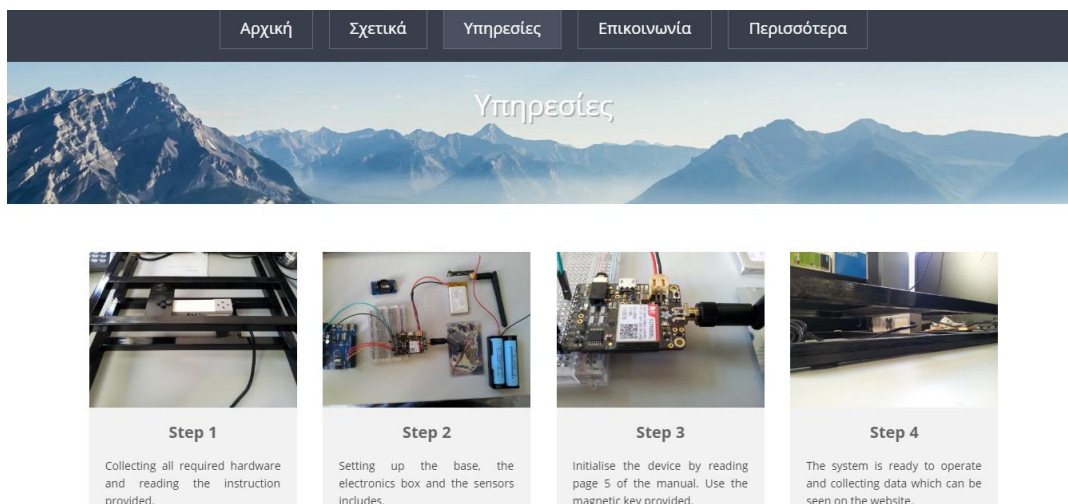 Αρχική Σχετικά Υπηρεσίες Επικοινωνία Περισσότερα
Υπηρεσίες
Step 1
Collecting all required hardware
and reading the instruction
provided.
Step 2
Setting up the base, the
electronics box and the sensors
includes.
Step 3
Initialise the device by reading
page 5 of the manual. Use the
magnetic key provided.
Step 4
The system is ready to operate
and collecting data which can be
seen on the website.